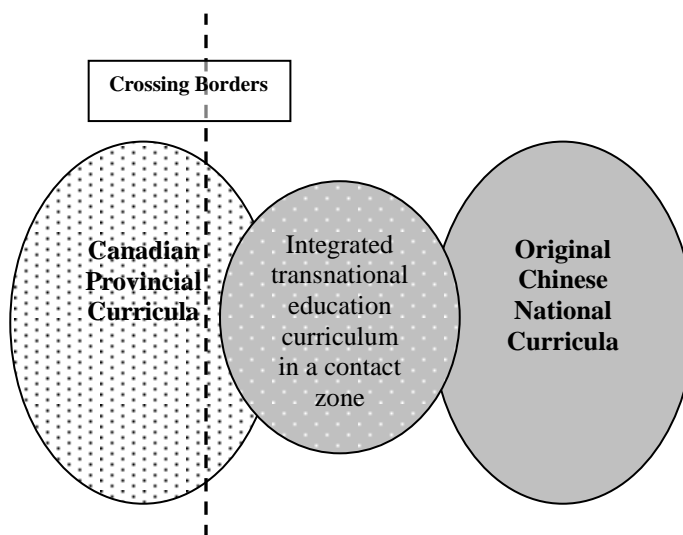 Crossing Borders
Canadian
Provincial
Curricula
Integrated
transnational
education
curriculum
in a contact
zone
Original
Chinese
National
Curricula